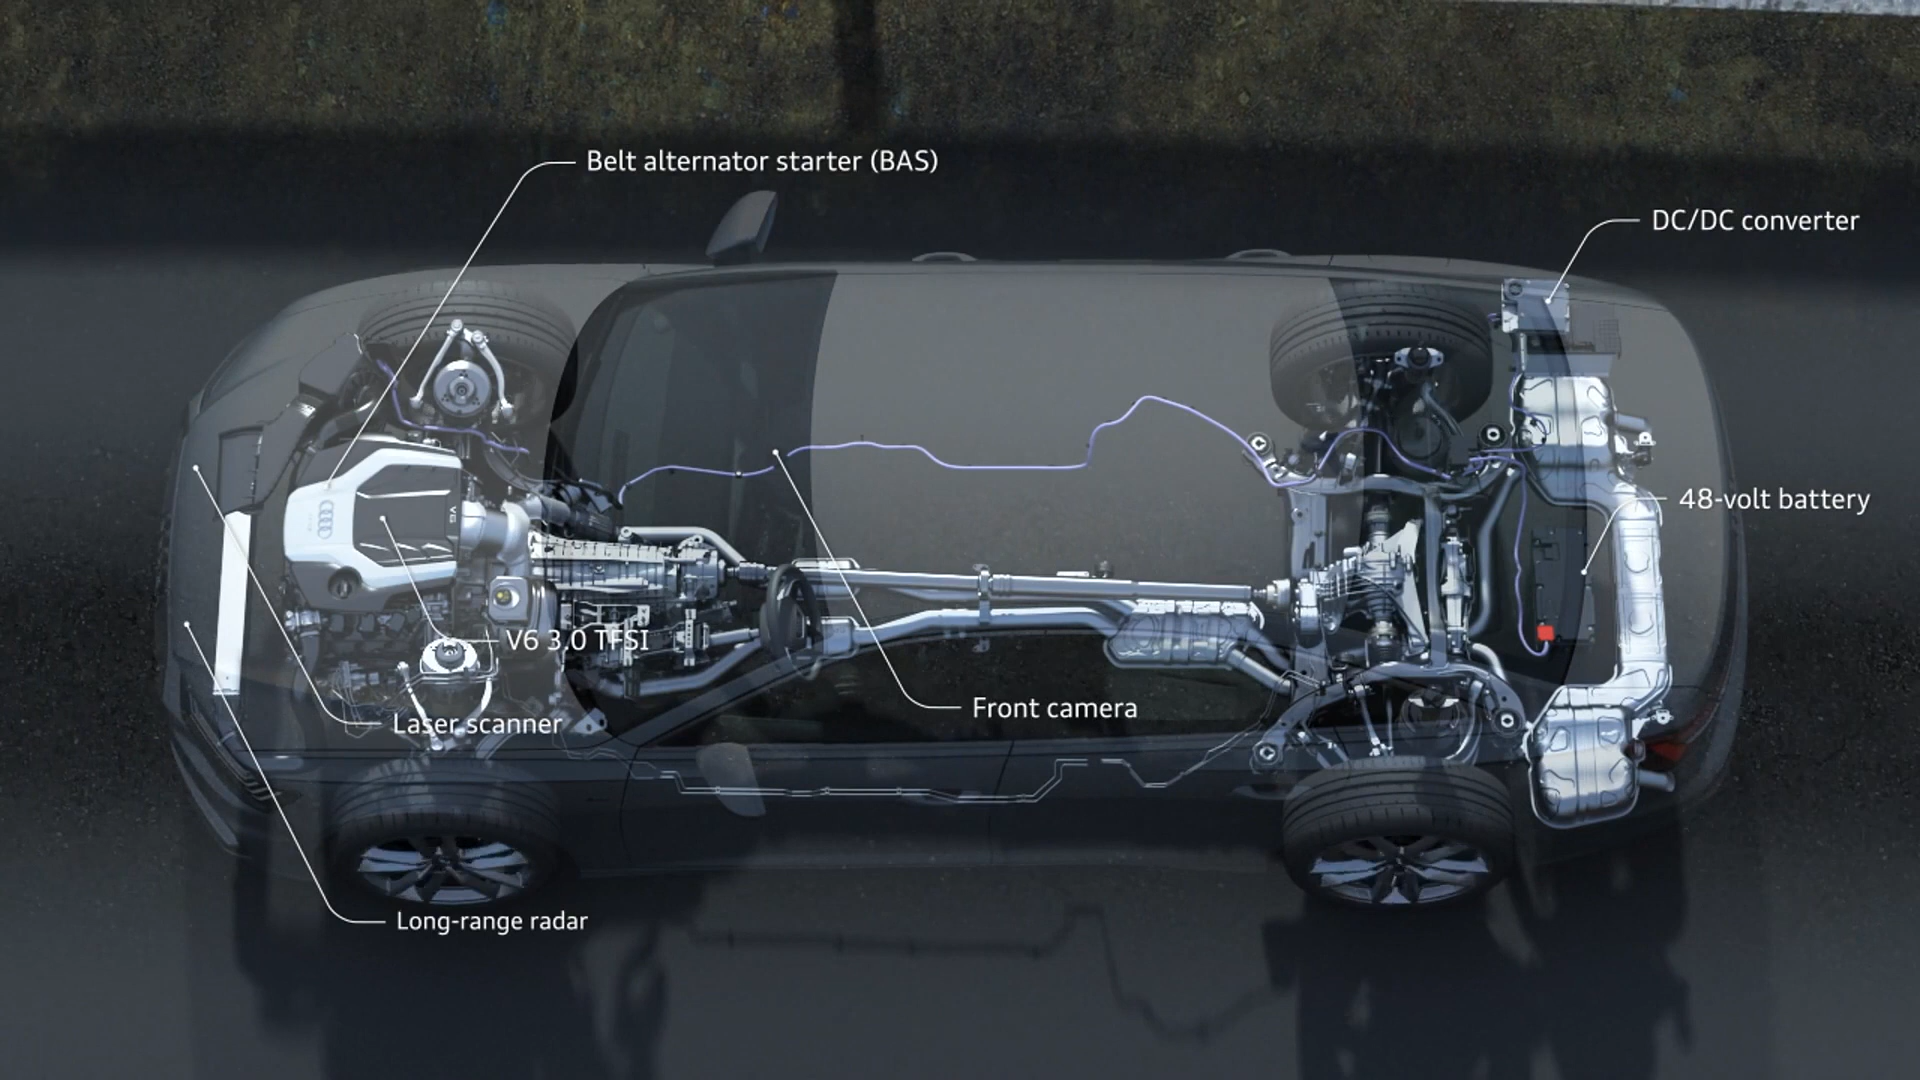 Belt alternator starter (BAS)
DC/DC converter
48-volt battery
V6
V6 3.0 TFSI
Front camera
Laser scanner
Long-range radar